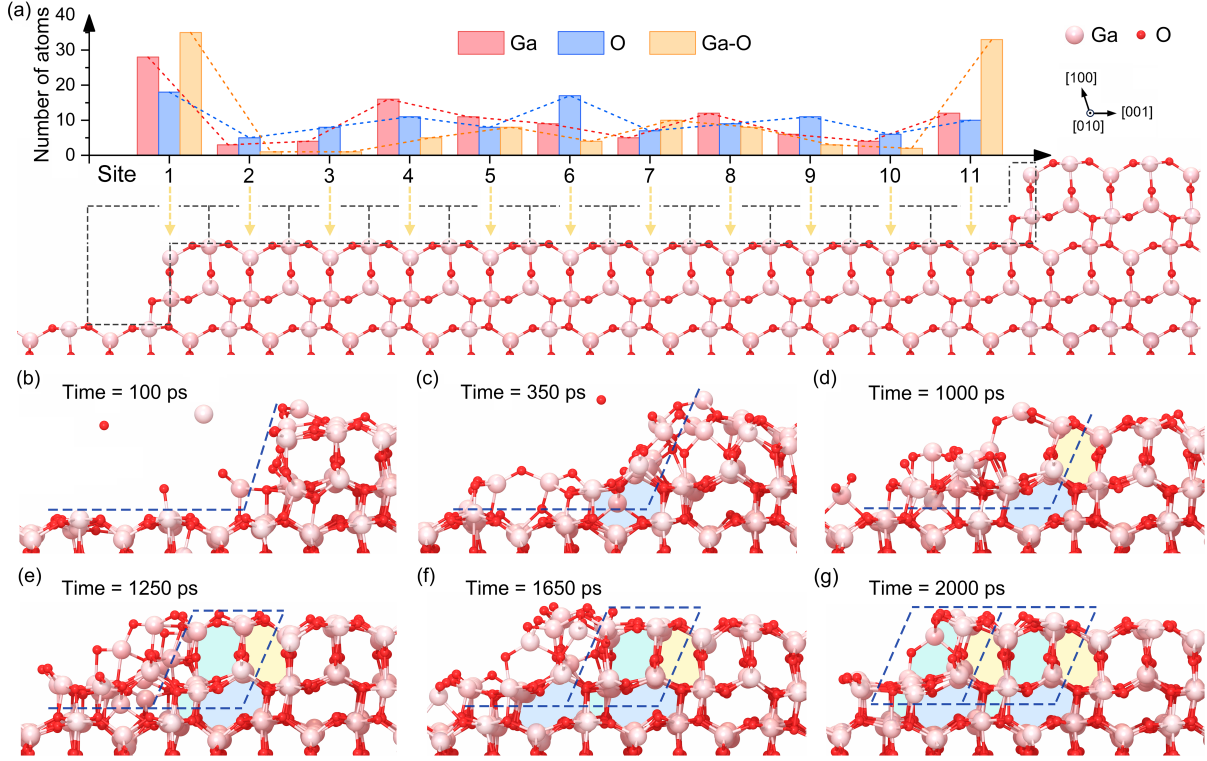 (a)
Number of atoms
40
30
20
10
0
Ga
O
Ga-O
Ga
O
[100]
[001]
[010]
Site
1
2
3
4
5
6
7
8
9
10
11
(b)
Time = 100 ps
(c)
Time = 350 ps
(d)
Time = 1000 ps
(e)
Time = 1250 ps
(f)
Time = 1650 ps
(g)
Time = 2000 ps